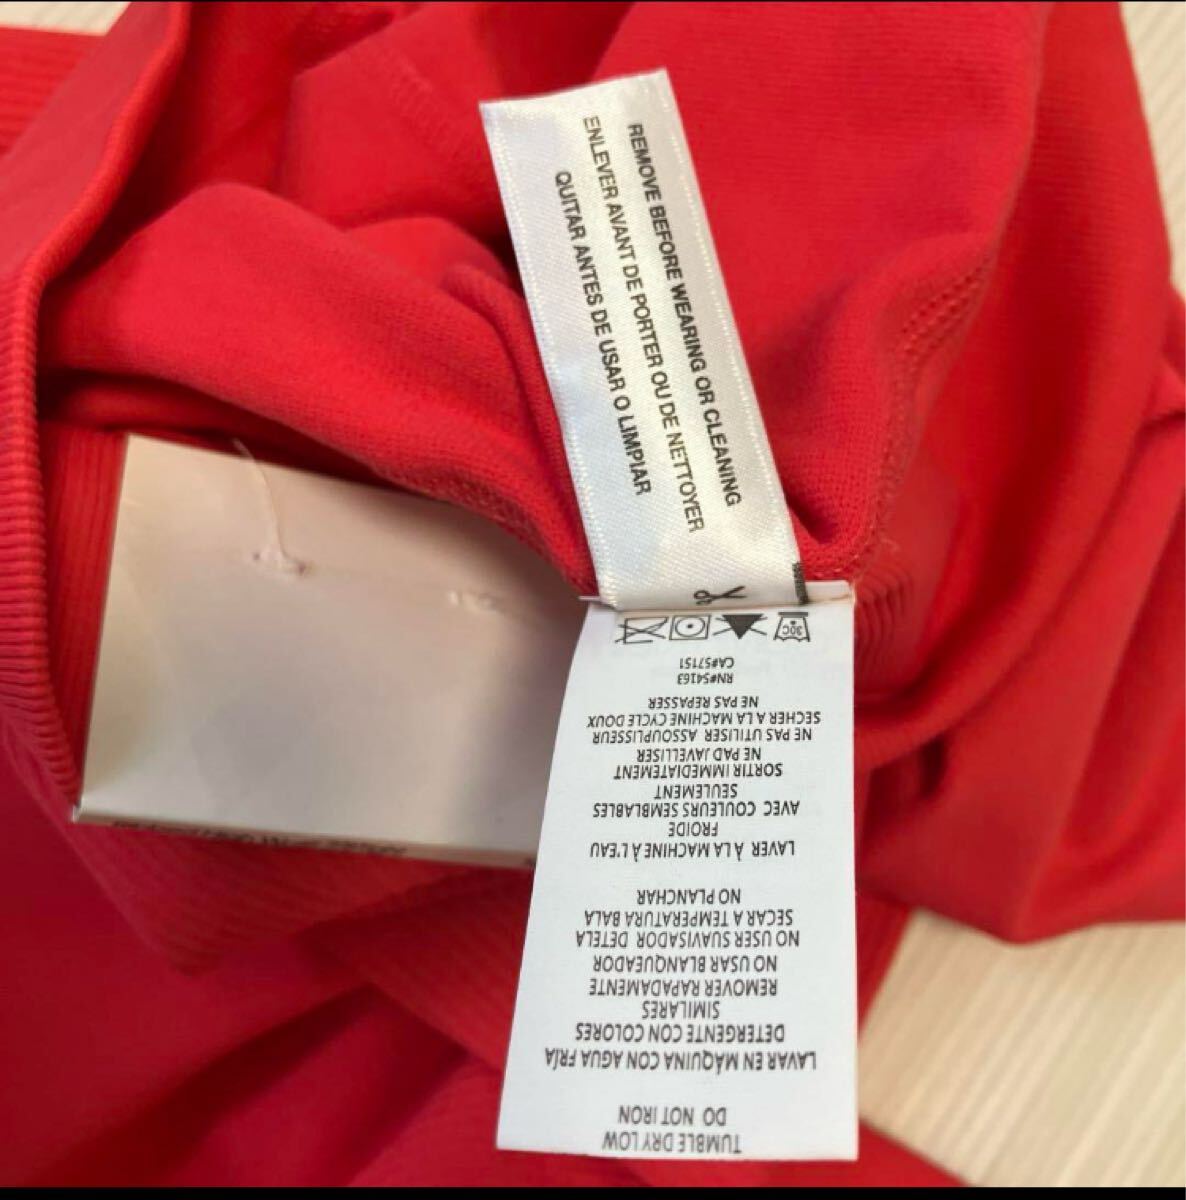 REMOVE BEFORE WEARING OR CLEANING
ENLEVER AVANT DE PORTER OU DE NETTOYER
QUITAR ANTES DE USAR O LIMPIAR
TUMBLE DRY LOW
DO NOT IRON
LAVAR EN MÁQUINA CON AGUA FRÍA
DETERGENTE CON COLORES
SIMILARES
REMOVER RAPADAMENTE
NO USAR BLANQUEADOR
NO USER SUAVISADOR DETELA
SECAR A TEMPERATURA BALA
NO PLANCHAR
LAVER À LA MACHINE À L'EAU
FROIDE
AVEC COULEURS SEMBLABLES
SEULEMENT
SORTIR IMMEDIATEMENT
NE PAD JAVELLISER
NE PAS UTILISER ASSOUPLISSEUR
SECHER A LA MACHINE CYCLE DOUX
NE PAS REPASSER
RN#54163
CA#57151
30C